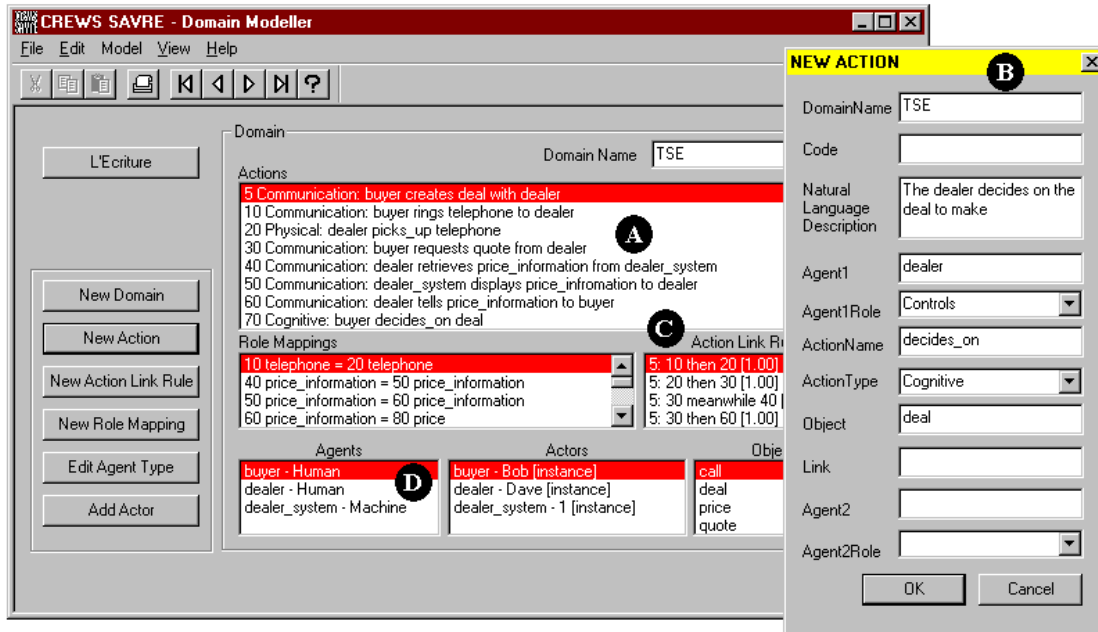 CREWS SAVRE - Domain Modeller
File Edit Model View Help
L'Ecriture
New Domain
New Action
New Action Link Rule
New Role Mapping
Edit Agent Type
Add Actor
Domain
Domain Name TSE
Actions
5 Communication: buyer creates deal with dealer
10 Communication: buyer rings telephone to dealer
20 Physical: dealer picks_up telephone
30 Communication: buyer requests quote from dealer
40 Communication: dealer retrieves price_information from dealer_system
50 Communication: dealer_system displays price_infromation to dealer
60 Communication: dealer tells price_information to buyer
70 Cognitive: buyer decides_on deal
A
C
Role Mappings
10 telephone = 20 telephone
40 price_information = 50 price_information
50 price_information = 60 price_information
60 price_information = 80 price
Action Link Ru
5: 10 then 20 [1.00]
5: 20 then 30 [1.00]
5: 30 meanwhile 40 [
5: 30 then 60 [1.00]
Agents
buyer - Human
dealer - Human
dealer_system - Machine
D
Actors
buyer - Bob [instance]
dealer - Dave [instance]
dealer_system - 1 [instance]
Obje
call
deal
price
quote
NEW ACTION
B
DomainName TSE
Code
Natural
Language
Description
The dealer decides on the
deal to make
Agent1 dealer
Agent1Role Controls
ActionName decides_on
ActionType Cognitive
Object deal
Link
Agent2
Agent2Role
OK Cancel